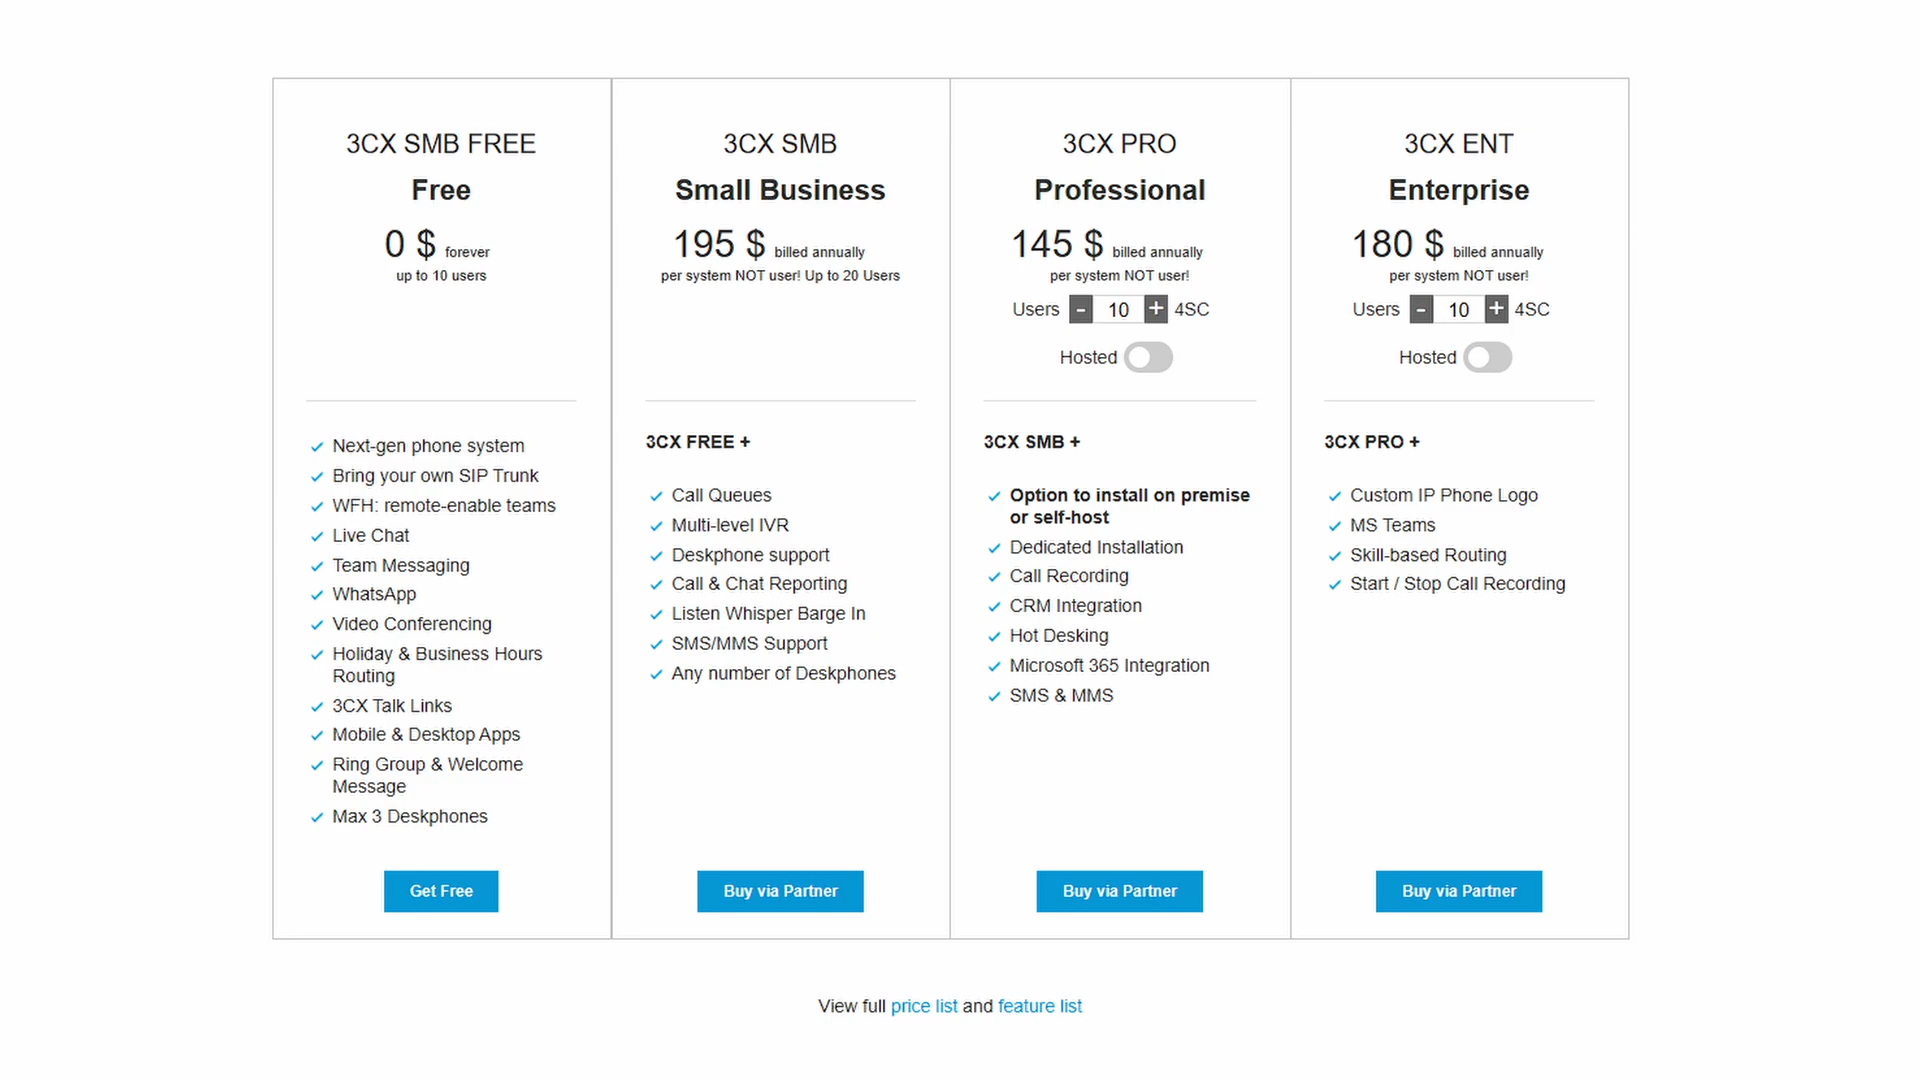 3CX SMB FREE
Free
0 $ forever
up to 10 users
Next-gen phone system
Bring your own SIP Trunk
WFH: remote-enable teams
Live Chat
Team Messaging
WhatsApp
Video Conferencing
Holiday & Business Hours
Routing
3CX Talk Links
Mobile & Desktop Apps
Ring Group & Welcome
Message
Max 3 Deskphones
Get Free
3CX SMB
Small Business
195 $ billed annually
per system NOT user! Up to 20 Users
3CX FREE +
Call Queues
Multi-level IVR
Deskphone support
Call & Chat Reporting
Listen Whisper Barge In
SMS/MMS Support
Any number of Deskphones
Buy via Partner
3CX PRO
Professional
145 $ billed annually
per system NOT user!
Users - 10 + 4SC
Hosted
3CX SMB +
Option to install on premise
or self-host
Dedicated Installation
Call Recording
CRM Integration
Hot Desking
Microsoft 365 Integration
SMS & MMS
Buy via Partner
3CX ENT
Enterprise
180 $ billed annually
per system NOT user!
Users - 10 + 4SC
Hosted
3CX PRO +
Custom IP Phone Logo
MS Teams
Skill-based Routing
Start / Stop Call Recording
Buy via Partner
View full price list and feature list